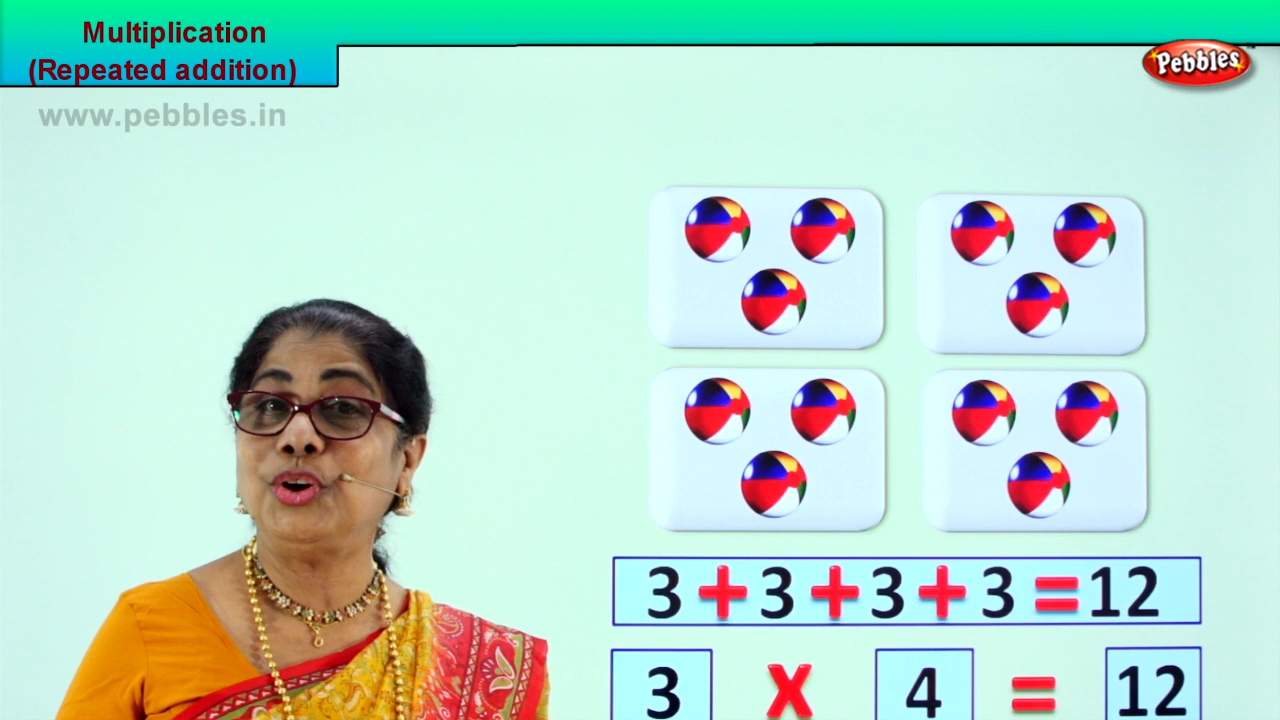 Multiplication
(Repeated addition)
Pebbles
www.pebbles.in
3 + 3 + 3 + 3 = 12
3 x 4 = 12